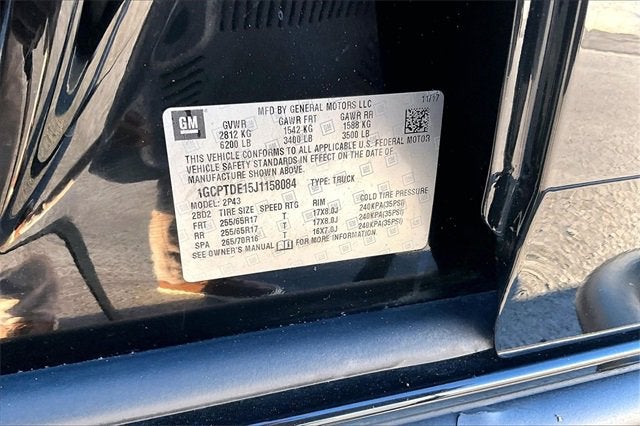 GM
MFD BY GENERAL MOTORS LLC
11/17
GVWR GAWR FRT GAWR RR
2812 KG 1542 KG 1588 KG
6200 LB 3400 LB 3500 LB
THIS VEHICLE CONFORMS TO ALL APPLICABLE U.S. FEDERAL MOTOR
VEHICLE SAFETY STANDARDS IN EFFECT ON THE DATE OF
MANUFACTURE SHOWN ABOVE.
1GCPTDE15J1158084 TYPE: TRUCK
MODEL: 2P43
2BD2 TIRE SIZE SPEED RTG RIM COLD TIRE PRESSURE
FRT 255/65R17 T 17X8.0J 240KPA(35PSI)
RR 255/65R17 T 17X8.0J 240KPA(35PSI)
SPA 265/70R16 T 16X7.0J 240KPA(35PSI)
SEE OWNER'S MANUAL FOR MORE INFORMATION.